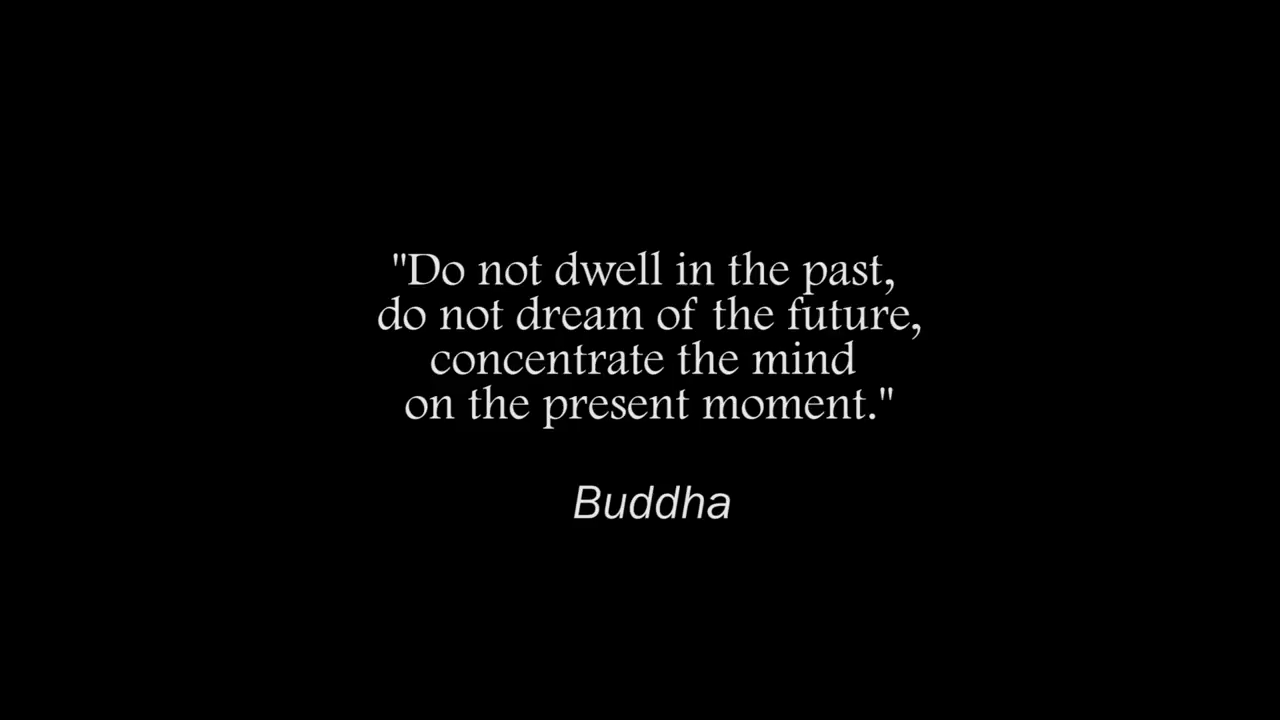 "Do not dwell in the past,
do not dream of the future,
concentrate the mind
on the present moment."
Buddha